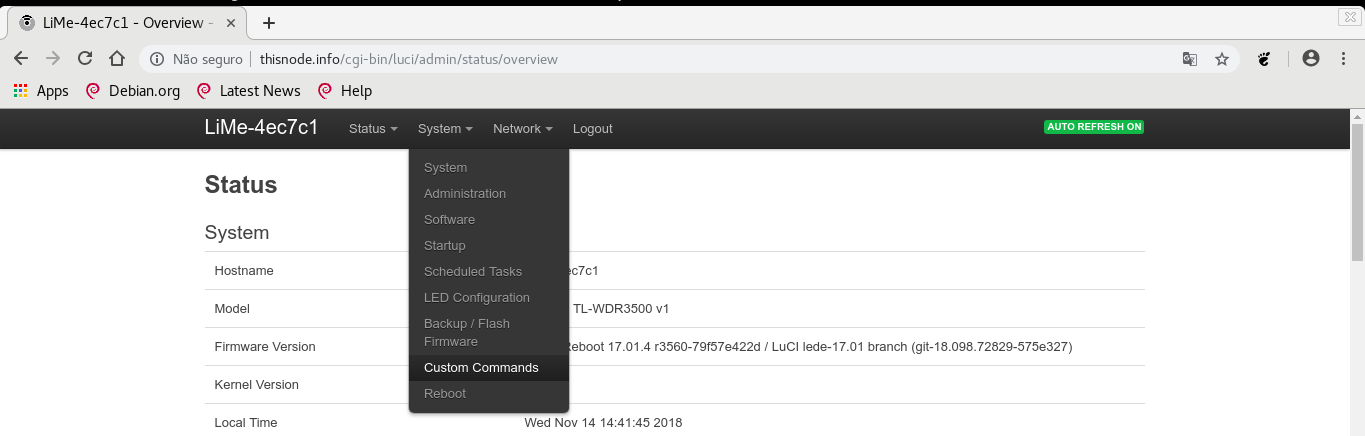 LiMe-4ec7c1 - Overview -
Não seguro thisnode.info/cgi-bin/luci/admin/status/overview
Apps Debian.org Latest News Help
LiMe-4ec7c1 Status System Network Logout AUTO REFRESH ON
System
Administration
Software
Startup
Scheduled Tasks
LED Configuration
Backup / Flash
Firmware
Custom Commands
Reboot
Status
System
Hostname ec7c1
Model TL-WDR3500 v1
Firmware Version Reboot 17.01.4 r3560-79f57e422d / LuCI lede-17.01 branch (git-18.098.72829-575e327)
Kernel Version
Local Time Wed Nov 14 14:41:45 2018